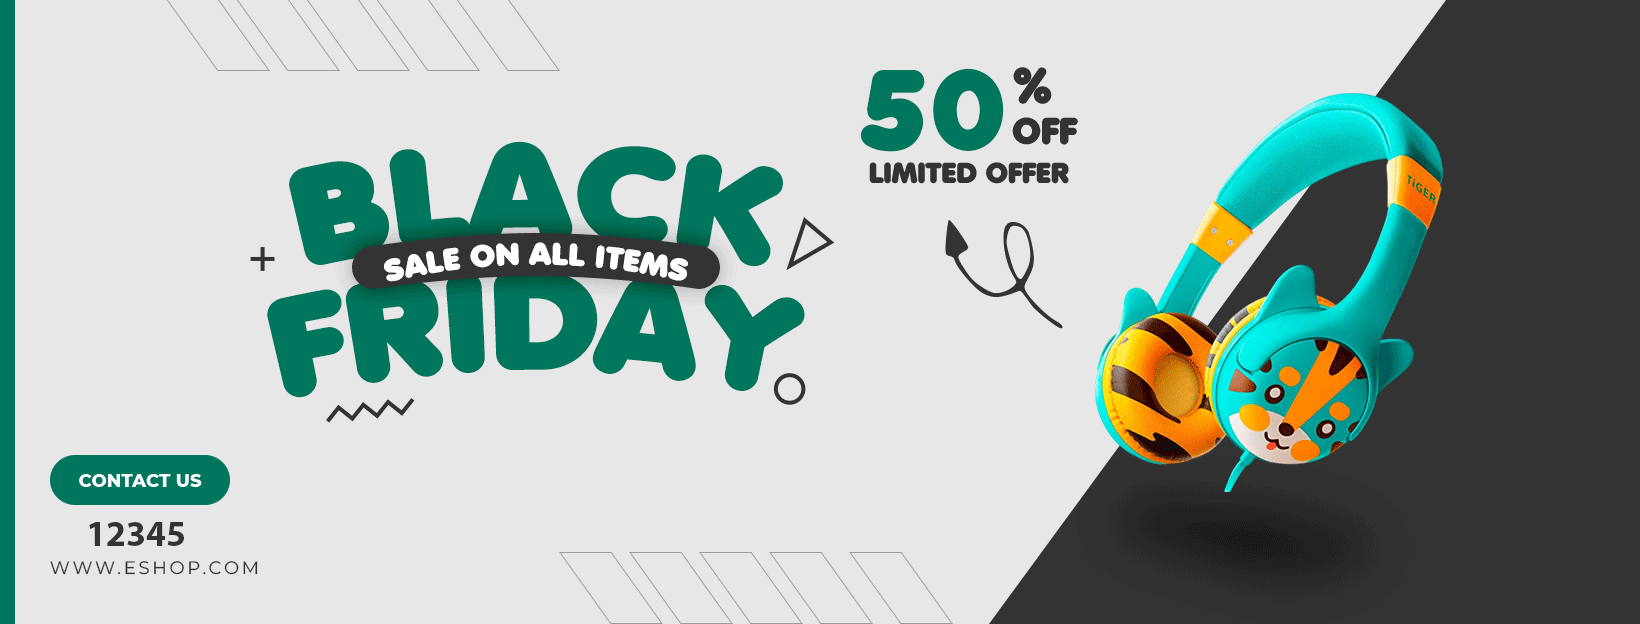 BLACK
SALE ON ALL ITEMS
FRIDAY
50%
OFF
LIMITED OFFER
TIGER
CONTACT US
12345
WWW.ESHOP.COM